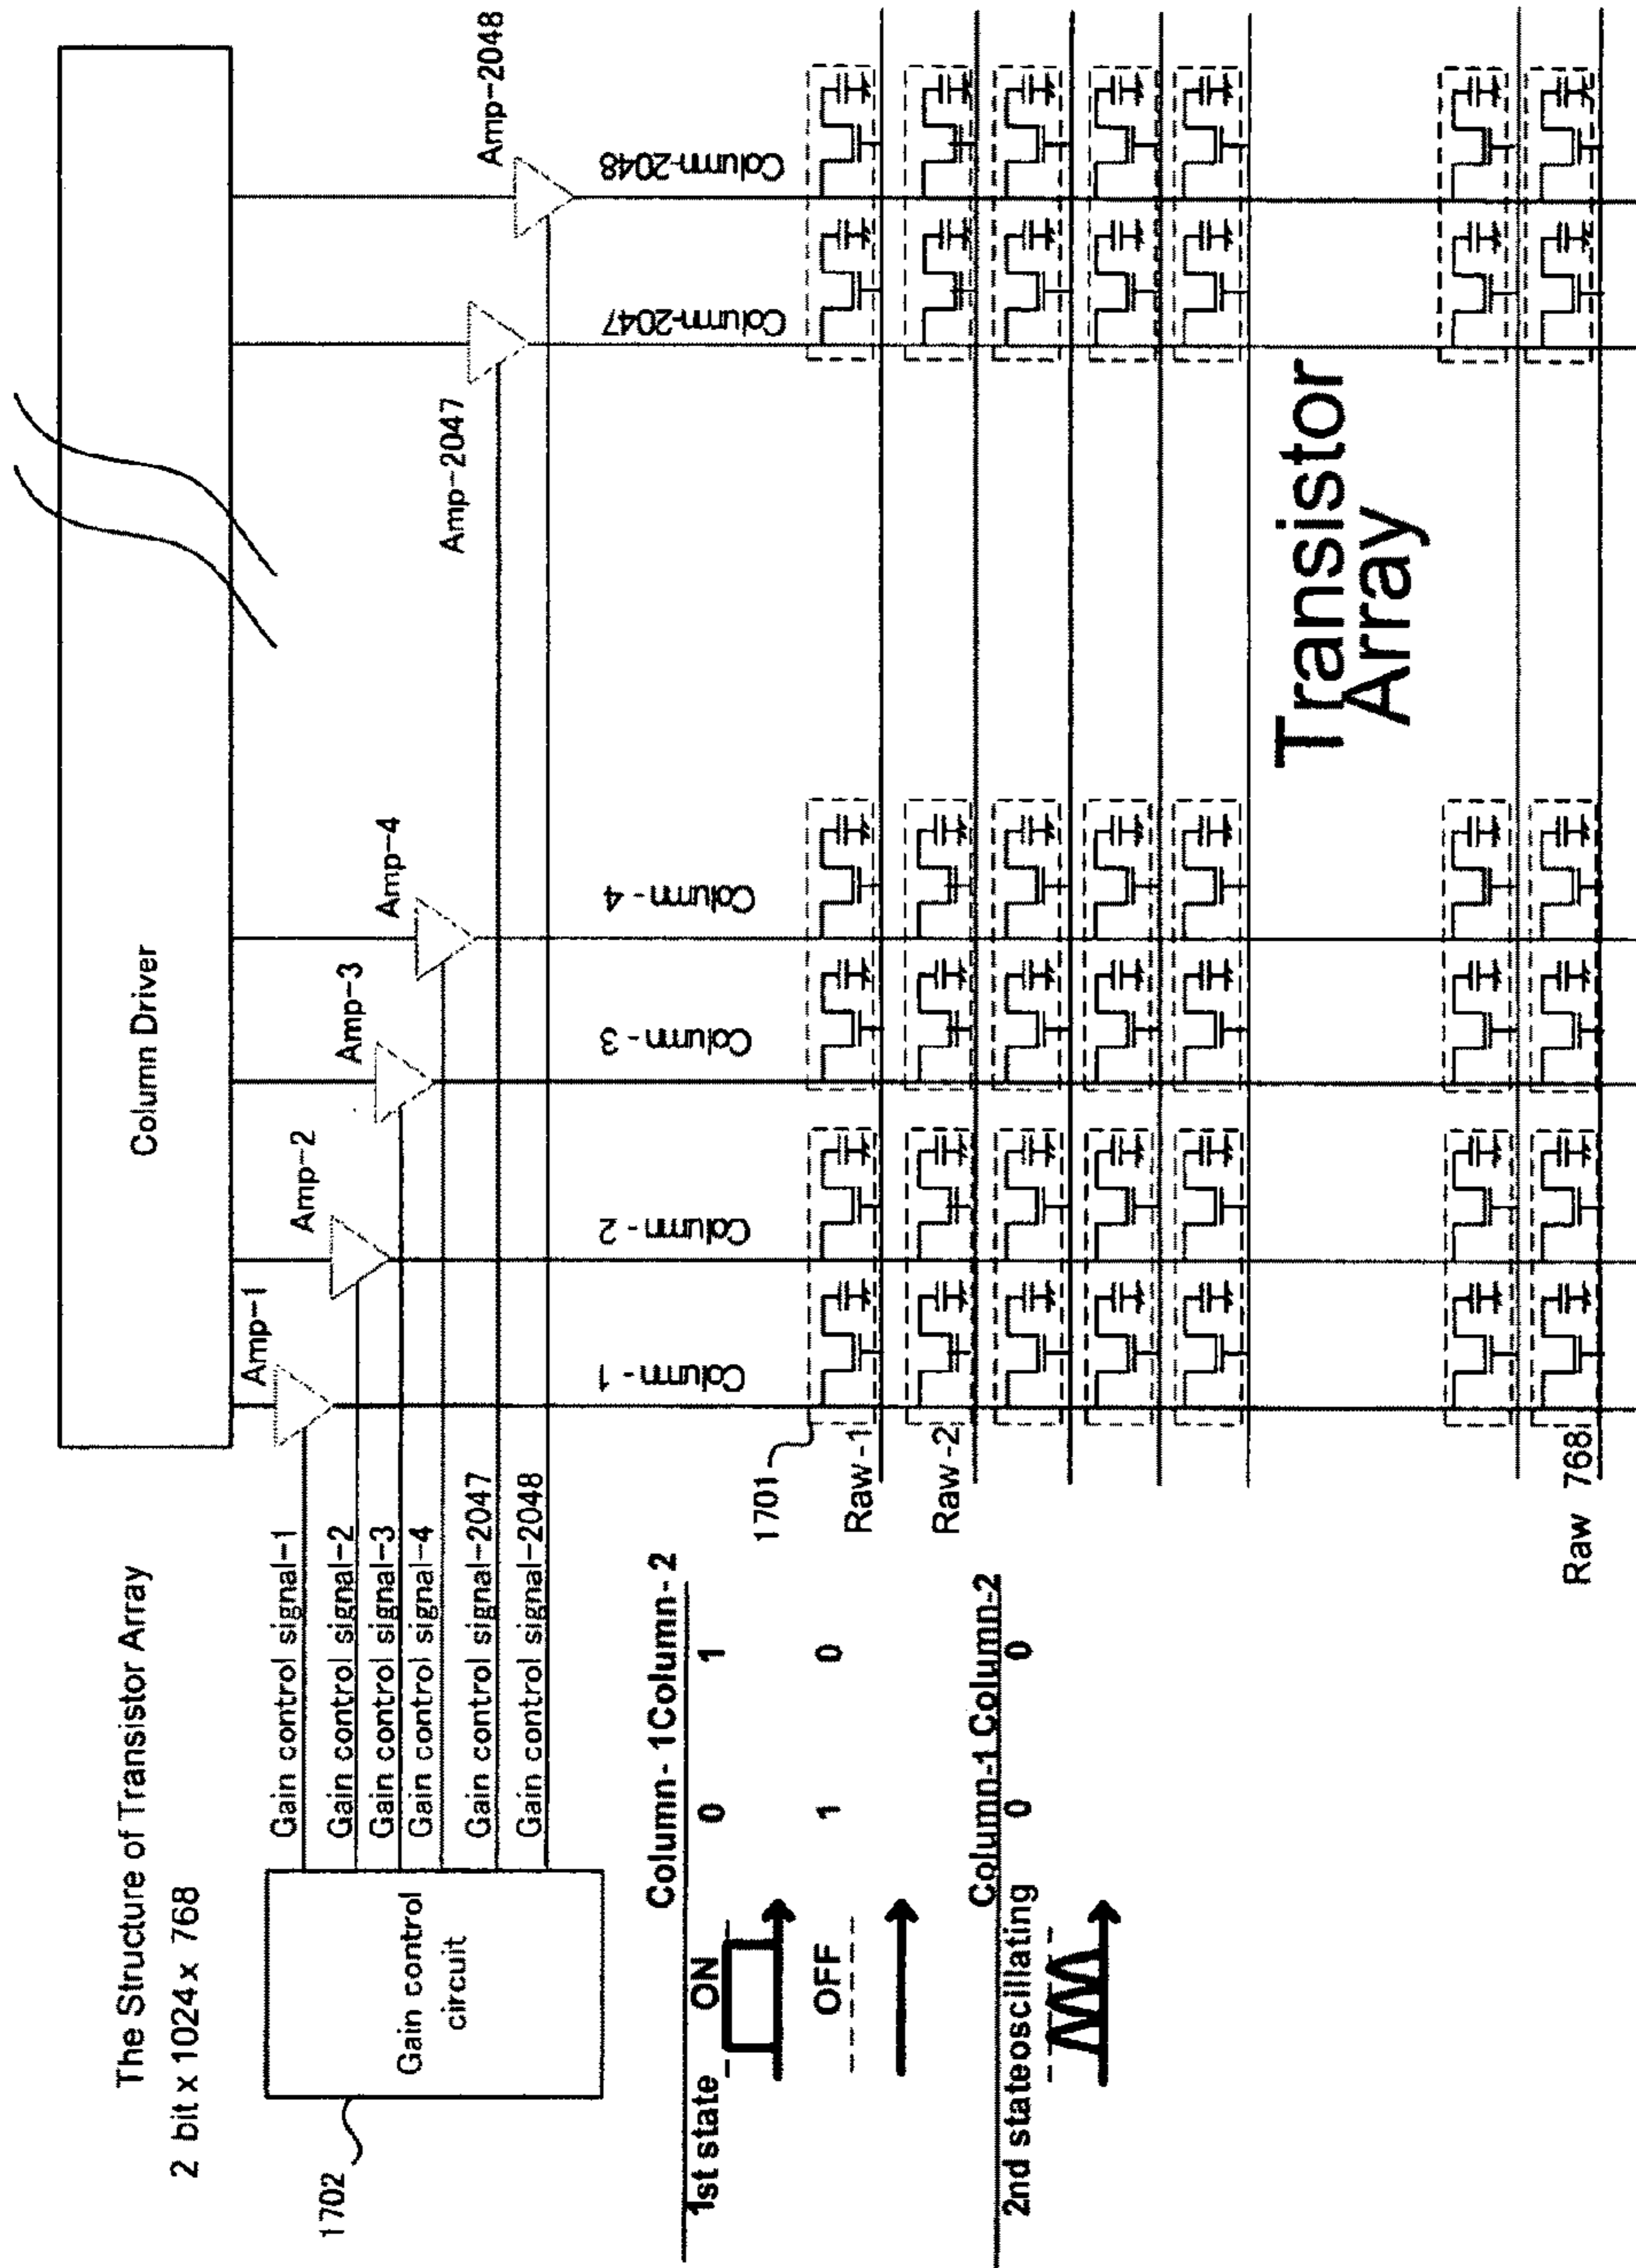 The Structure of Transistor Array
2 bit x 1024 x 768
Column Driver
1702
Gain control
circuit
Gain control signal-1
Gain control signal-2
Gain control signal-3
Gain control signal-4
Gain control signal-2047
Gain control signal-2048
Amp-1
Amp-2
Amp-3
Amp-4
Amp-2047
Amp-2048
Column - 1
Column - 2
Column - 3
Column - 4
Column-2047
Column-2048
Column- 1Column- 2
1st state ON 0 1
OFF 1 0
Column-1 Column-2
2nd stateoscillating 0 0
1701
Raw -1
Raw -2
Raw 768
Transistor
Array